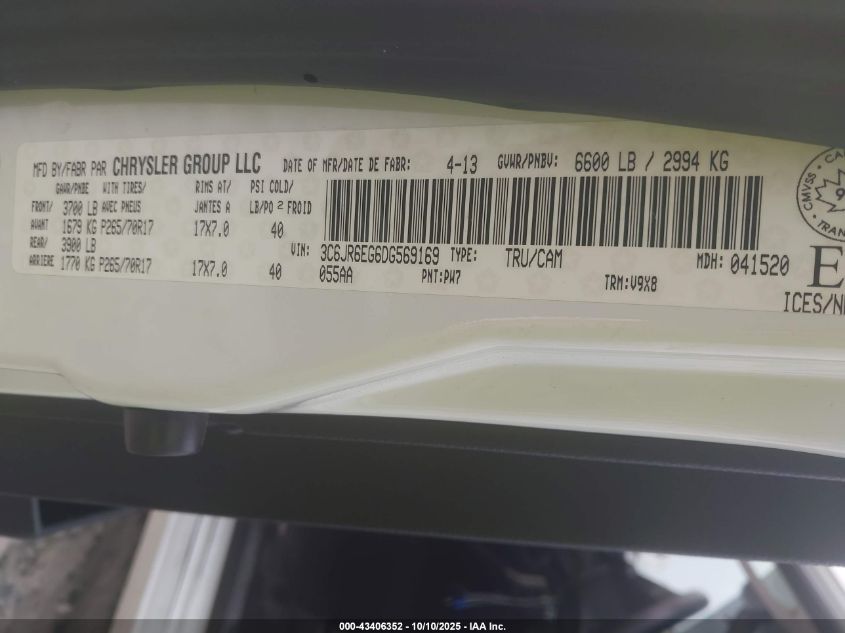 MFD BY/FABR PAR CHRYSLER GROUP LLC DATE OF MFR/DATE DE FABR: 4-13 GVWR/PNBV: 6600 LB / 2994 KG
GAWR/PNBE WITH TIRES/ RIMS AT/ PSI COLD/
FRONT/ 3700 LB AVEC PNEUS JANTES A LB/PO 2 FROID
AVANT 1679 KG P265/70R17 17X7.0 40
REAR/ 3900 LB
ARRIERE 1770 KG P265/70R17 17X7.0 40
VIN: 3C6JR6EG6DG569169 TYPE: TRU/CAM MDH: 041520
055AA PNT:PW7 TRM:V9X8
CMVSS
E
ICES/N
000-43406352 - 10/10/2025 - IAA Inc.